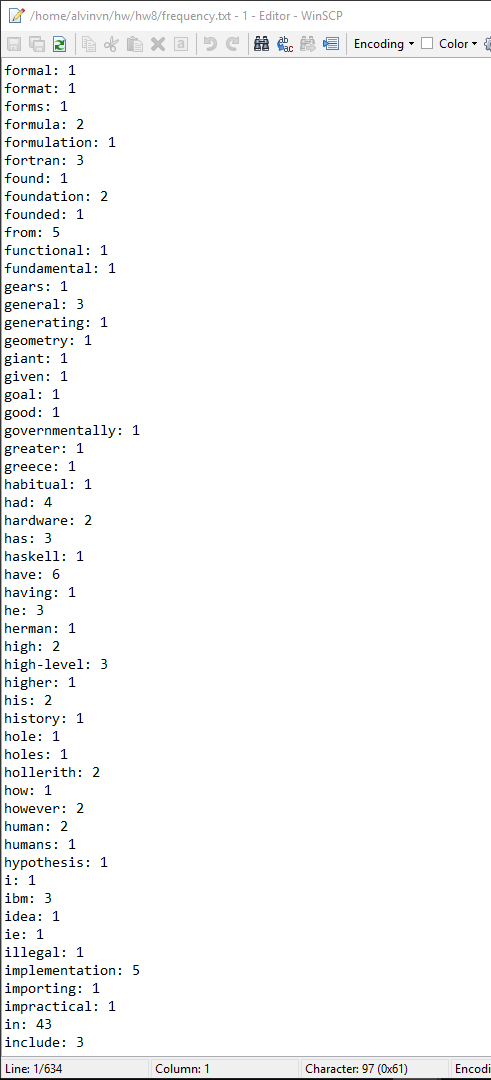 /home/alvinvn/hw/hw8/frequency.txt - 1 - Editor - WinSCP
Encoding Color
formal: 1
format: 1
forms: 1
formula: 2
formulation: 1
fortran: 3
found: 1
foundation: 2
founded: 1
from: 5
functional: 1
fundamental: 1
gears: 1
general: 3
generating: 1
geometry: 1
giant: 1
given: 1
goal: 1
good: 1
governmentally: 1
greater: 1
greece: 1
habitual: 1
had: 4
hardware: 2
has: 3
haskell: 1
have: 6
having: 1
he: 3
herman: 1
high: 2
high-level: 3
higher: 1
his: 2
history: 1
hole: 1
holes: 1
hollerith: 2
how: 1
however: 2
human: 2
humans: 1
hypothesis: 1
i: 1
ibm: 3
idea: 1
ie: 1
illegal: 1
implementation: 5
importing: 1
impractical: 1
in: 43
include: 3
Line: 1/634 Column: 1 Character: 97 (0x61) Encodi